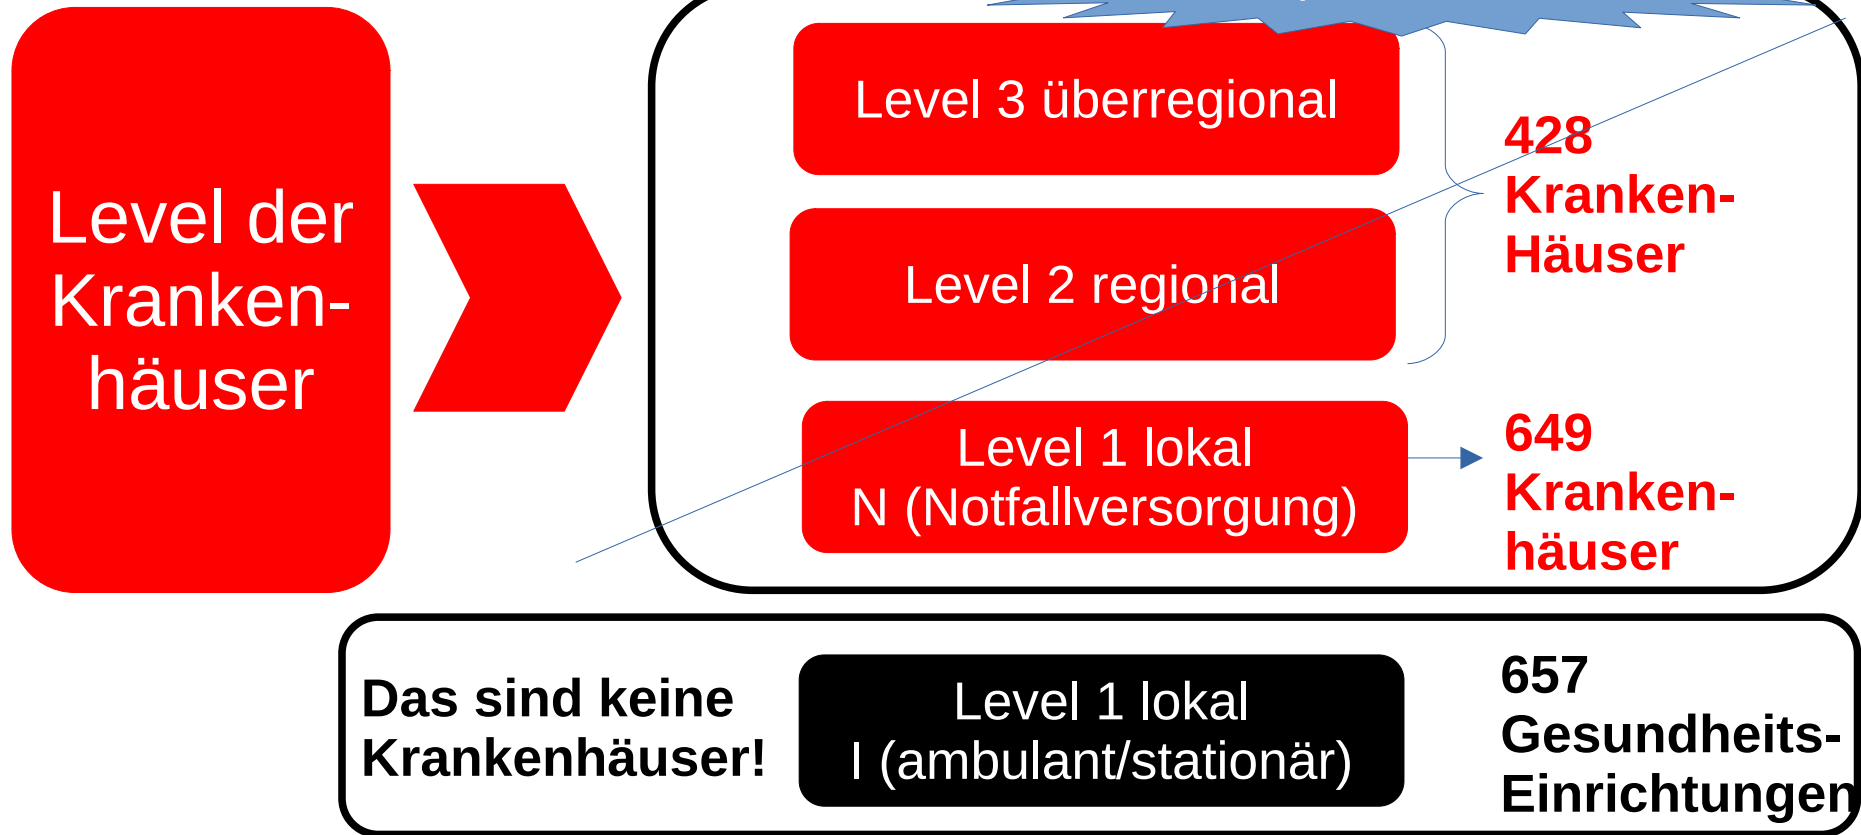 Level der
Kranken-
häuser
Level 3 überregional
428
Kranken-
Häuser
Level 2 regional
Level 1 lokal
N (Notfallversorgung)
649
Kranken-
häuser
Das sind keine
Krankenhäuser!
Level 1 lokal
I (ambulant/stationär)
657
Gesundheits-
Einrichtungen